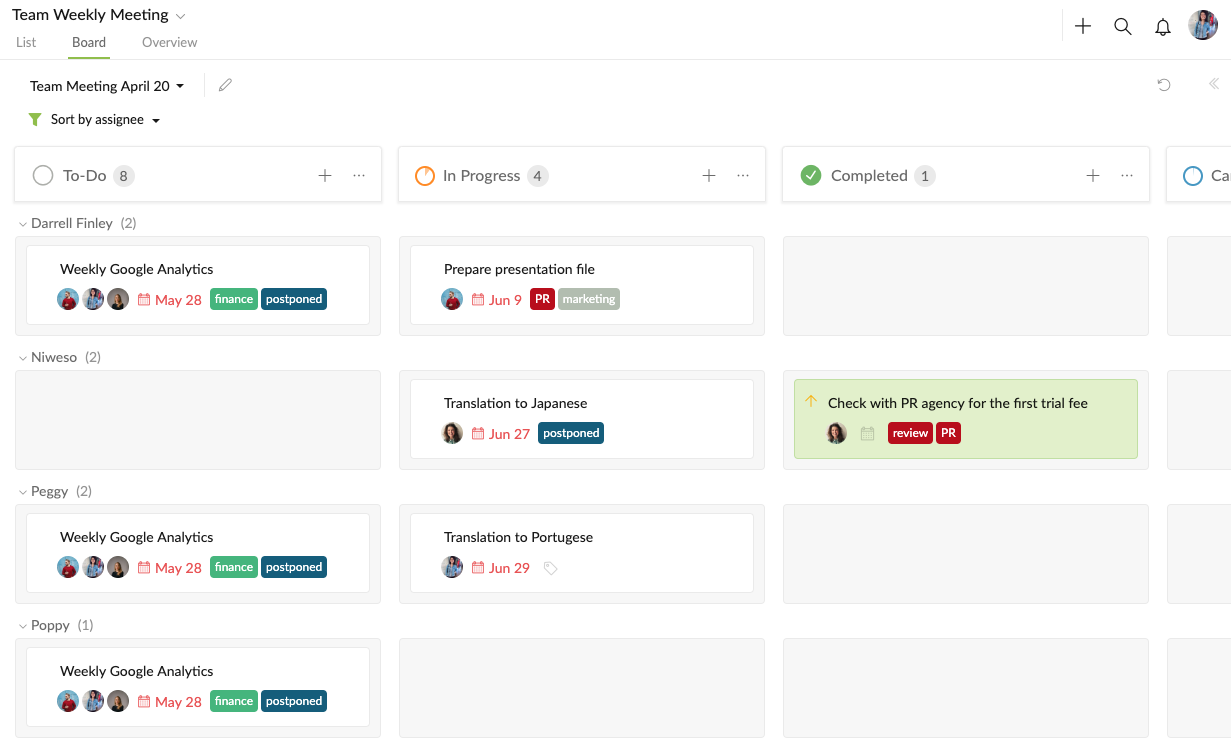 Team Weekly Meeting
List Board Overview
Team Meeting April 20
Sort by assignee
To-Do 8
In Progress 4
Completed 1
Ca
Darrell Finley (2)
Weekly Google Analytics
May 28 finance postponed
Prepare presentation file
Jun 9 PR marketing
Niweso (2)
Translation to Japanese
Jun 27 postponed
Check with PR agency for the first trial fee
review PR
Peggy (2)
Weekly Google Analytics
May 28 finance postponed
Translation to Portugese
Jun 29
Poppy (1)
Weekly Google Analytics
May 28 finance postponed